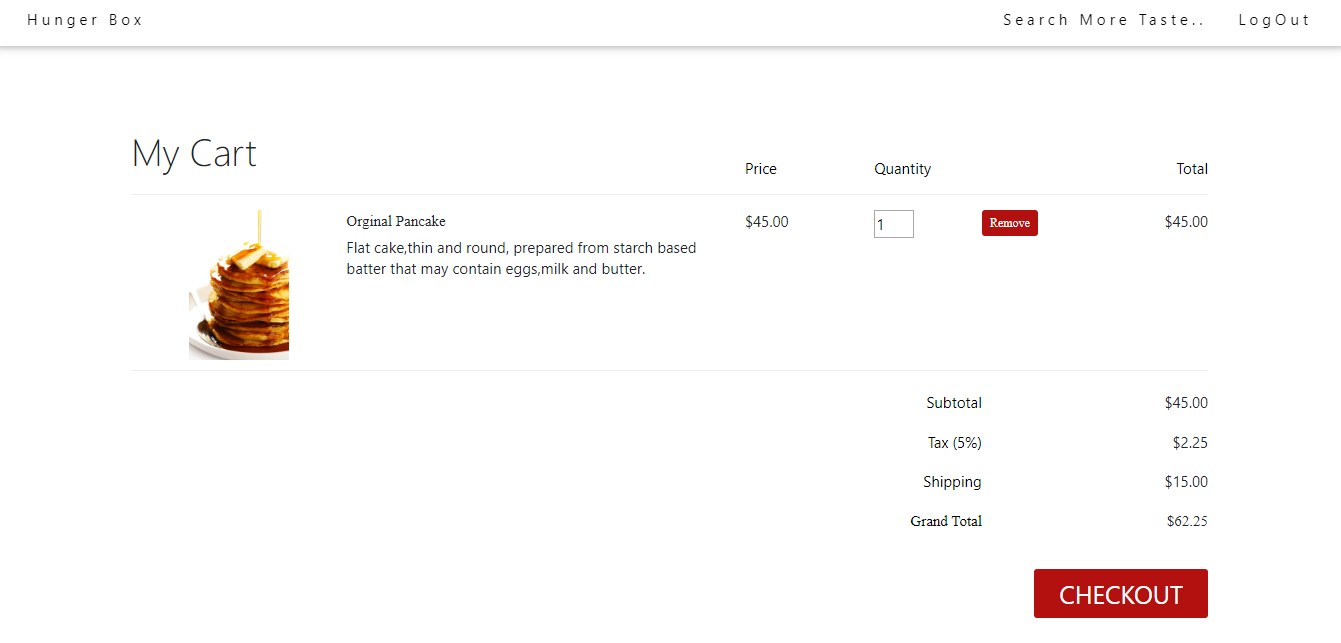 Hunger Box
Search More Taste..
LogOut
My Cart
Price
Quantity
Total
Orginal Pancake
$45.00
1
Remove
$45.00
Flat cake,thin and round, prepared from starch based
batter that may contain eggs,milk and butter.
Subtotal
$45.00
Tax (5%)
$2.25
Shipping
$15.00
Grand Total
$62.25
CHECKOUT